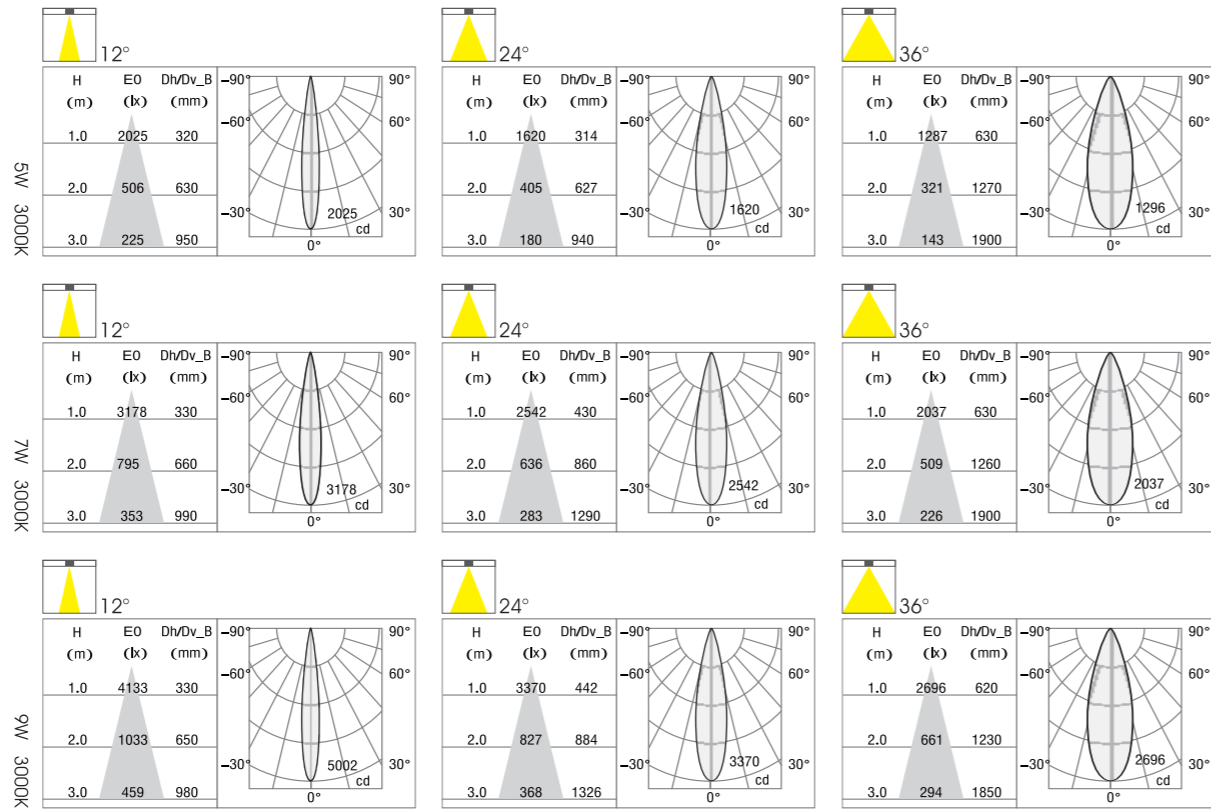 12° 24° 36°
5W 3000K
H E0 Dh/Dv_B
(m) (lx) (mm)
1.0 2025 320
2.0 506 630
3.0 225 950
–90° 90°
–60° 60°
–30° 30°
2025
cd
0°
H E0 Dh/Dv_B
(m) (lx) (mm)
1.0 1620 314
2.0 405 627
3.0 180 940
–90° 90°
–60° 60°
–30° 30°
1620
cd
0°
H E0 Dh/Dv_B
(m) (lx) (mm)
1.0 1287 630
2.0 321 1270
3.0 143 1900
–90° 90°
–60° 60°
–30° 30°
1296
cd
0°
12° 24° 36°
7W 3000K
H E0 Dh/Dv_B
(m) (lx) (mm)
1.0 3178 330
2.0 795 660
3.0 353 990
–90° 90°
–60° 60°
–30° 30°
3178
cd
0°
H E0 Dh/Dv_B
(m) (lx) (mm)
1.0 2542 430
2.0 636 860
3.0 283 1290
–90° 90°
–60° 60°
–30° 30°
2542
cd
0°
H E0 Dh/Dv_B
(m) (lx) (mm)
1.0 2037 630
2.0 509 1260
3.0 226 1900
–90° 90°
–60° 60°
–30° 30°
2037
cd
0°
12° 24° 36°
9W 3000K
H E0 Dh/Dv_B
(m) (lx) (mm)
1.0 4133 330
2.0 1033 650
3.0 459 980
–90° 90°
–60° 60°
–30° 30°
5002
cd
0°
H E0 Dh/Dv_B
(m) (lx) (mm)
1.0 3370 442
2.0 827 884
3.0 368 1326
–90° 90°
–60° 60°
–30° 30°
3370
cd
0°
H E0 Dh/Dv_B
(m) (lx) (mm)
1.0 2696 620
2.0 661 1230
3.0 294 1850
–90° 90°
–60° 60°
–30° 30°
2696
cd
0°